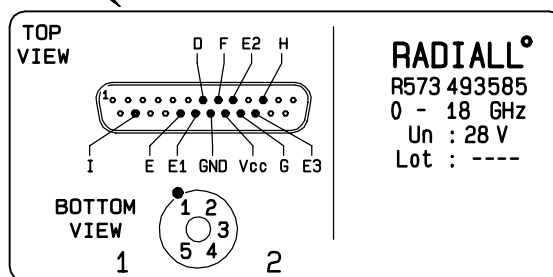 TOP
VIEW
D F E2 H
1
I E E1 GND Vcc G E3
BOTTOM
VIEW
1 2
3
5 4
1 2
RADIALL°
R573 493585
0 - 18 GHz
Un : 28 V
Lot : ----